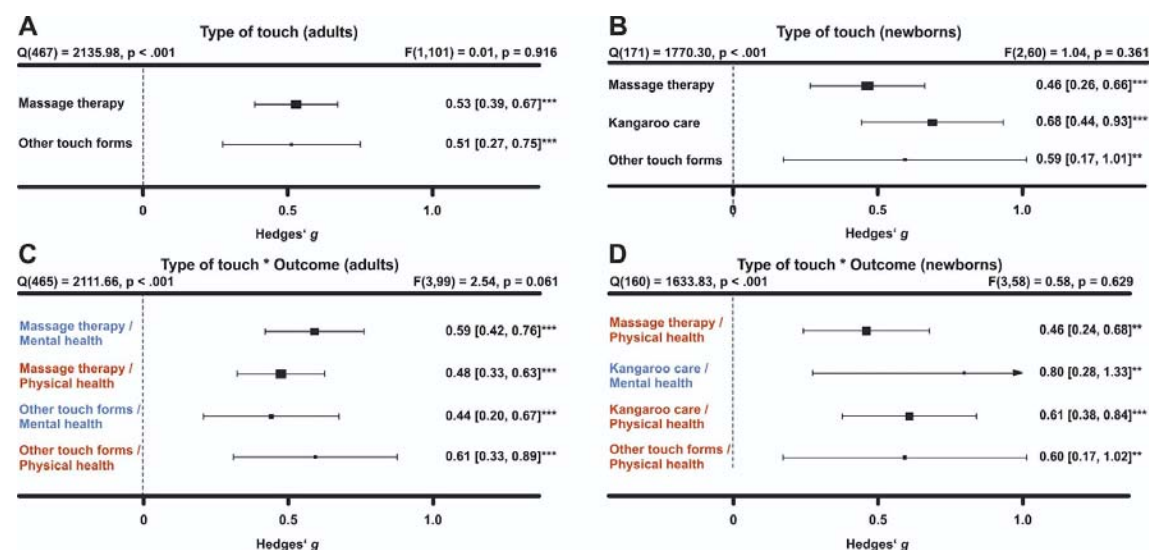 A
Type of touch (adults)
Q(467) = 2135.98, p < .001 F(1,101) = 0.01, p = 0.916
Massage therapy 0.53 [0.39, 0.67]***
Other touch forms 0.51 [0.27, 0.75]***
0 0.5 1.0
Hedges' g
B
Type of touch (newborns)
Q(171) = 1770.30, p < .001 F(2,60) = 1.04, p = 0.361
Massage therapy 0.46 [0.26, 0.66]***
Kangaroo care 0.68 [0.44, 0.93]***
Other touch forms 0.59 [0.17, 1.01]**
0 0.5 1.0
Hedges' g
C
Type of touch * Outcome (adults)
Q(465) = 2111.66, p < .001 F(3,99) = 2.54, p = 0.061
Massage therapy /
Mental health 0.59 [0.42, 0.76]***
Massage therapy /
Physical health 0.48 [0.33, 0.63]***
Other touch forms /
Mental health 0.44 [0.20, 0.67]***
Other touch forms /
Physical health 0.61 [0.33, 0.89]***
0 0.5 1.0
Hedges' g
D
Type of touch * Outcome (newborns)
Q(160) = 1633.83, p < .001 F(3,58) = 0.58, p = 0.629
Massage therapy /
Physical health 0.46 [0.24, 0.68]**
Kangaroo care /
Mental health 0.80 [0.28, 1.33]**
Kangaroo care /
Physical health 0.61 [0.38, 0.84]***
Other touch forms /
Physical health 0.60 [0.17, 1.02]**
0 0.5 1.0
Hedges' g